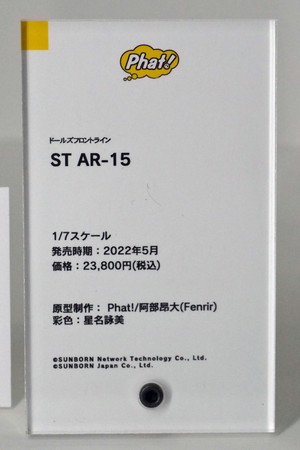 Phat!
ドールズフロントライン
ST AR-15
1/7スケール
発売時期：2022年5月
価格：23,800円(税込)
原型制作： Phat!/阿部昂大(Fenrir)
彩色：星名詠美
©SUNBORN Network Technology Co., Ltd.
©SUNBORN Japan Co., Ltd.